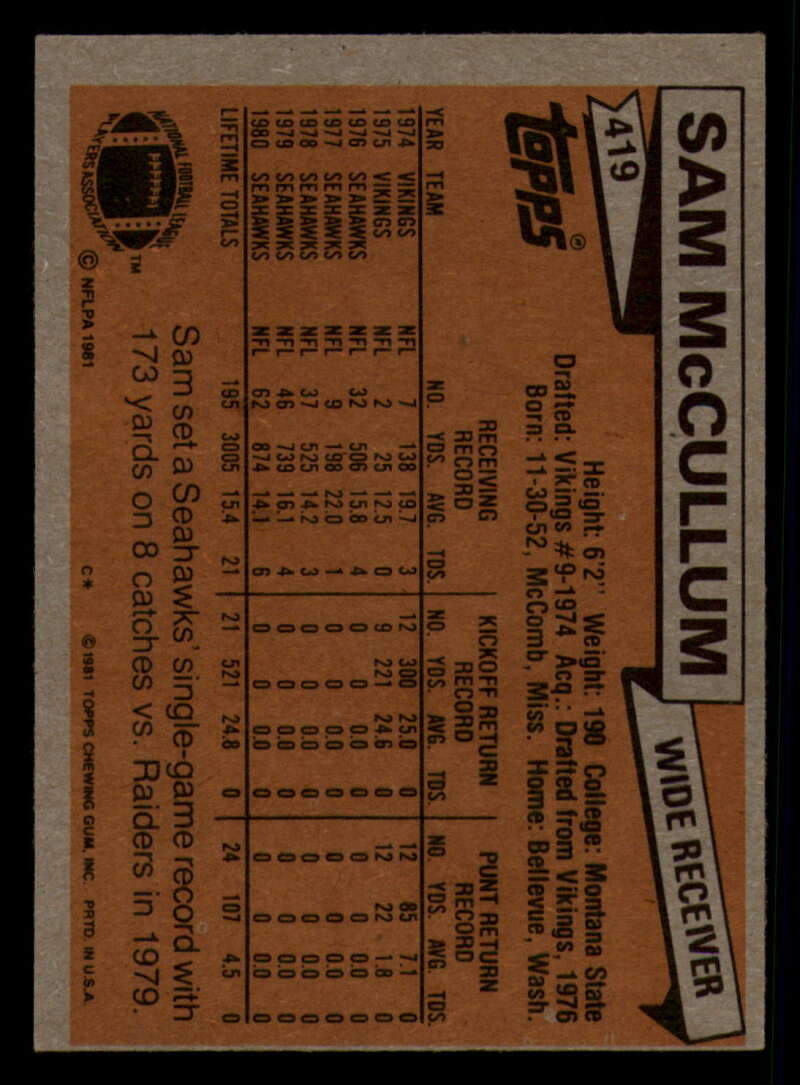 SAM McCULLUM
WIDE RECEIVER
419
TOPPS®
Height: 6'2" Weight: 190 College: Montana State
Drafted: Vikings #9-1974 Acq.: Drafted from Vikings, 1976
Born: 11-30-52, McComb, Miss. Home: Bellevue, Wash.
RECEIVING RECORD KICKOFF RETURN RECORD PUNT RETURN RECORD
YEAR TEAM NO. YDS. AVG. TDS. NO. YDS. AVG. TDS. NO. YDS. AVG. TDS.
1974 VIKINGS NFL 7 138 19.7 3 12 300 25.0 0 12 85 7.1 0
1975 VIKINGS NFL 2 25 12.5 0 9 221 24.6 0 12 22 1.8 0
1976 SEAHAWKS NFL 32 506 15.8 4 0 0 0.0 0 0 0 0.0 0
1977 SEAHAWKS NFL 9 198 22.0 1 0 0 0.0 0 0 0 0.0 0
1978 SEAHAWKS NFL 37 525 14.2 3 0 0 0.0 0 0 0 0.0 0
1979 SEAHAWKS NFL 46 739 16.1 4 0 0 0.0 0 0 0 0.0 0
1980 SEAHAWKS NFL 62 874 14.1 6 0 0 0.0 0 0 0 0.0 0
LIFETIME TOTALS 195 3005 15.4 21 21 521 24.8 0 24 107 4.5 0
Sam set a Seahawks' single-game record with
173 yards on 8 catches vs. Raiders in 1979.
NATIONAL FOOTBALL LEAGUE
PLAYERS ASSOCIATION
TM
© NFLPA 1981
C* © 1981 TOPPS CHEWING GUM, INC. PRTD. IN U.S.A.